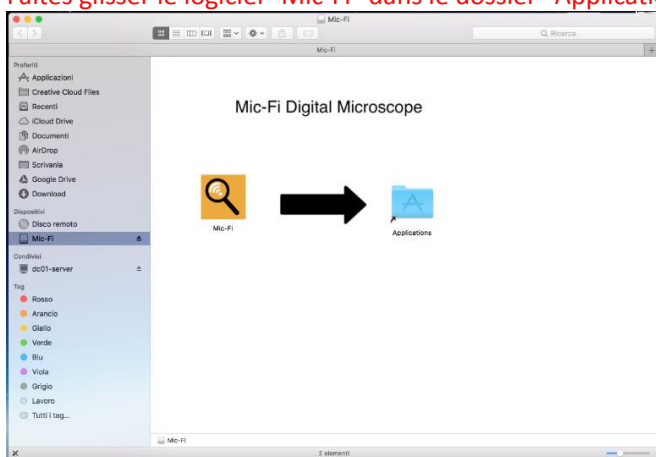 Faites glisser le logiciel "Mic-Fi" dans le dossier "Applicati
Mic-Fi
Ricerca
Mic-Fi
Preferiti
Applicazioni
Creative Cloud Files
Recenti
iCloud Drive
Documenti
AirDrop
Scrivania
Google Drive
Download
Dispositivi
Disco remoto
Mic-Fi
Condivisi
dc01-server
Tag
Rosso
Arancio
Giallo
Verde
Blu
Viola
Grigio
Lavoro
Tutti i tag...
Mic-Fi Digital Microscope
Mic-Fi
Applications
Mic-Fi
2 elementi